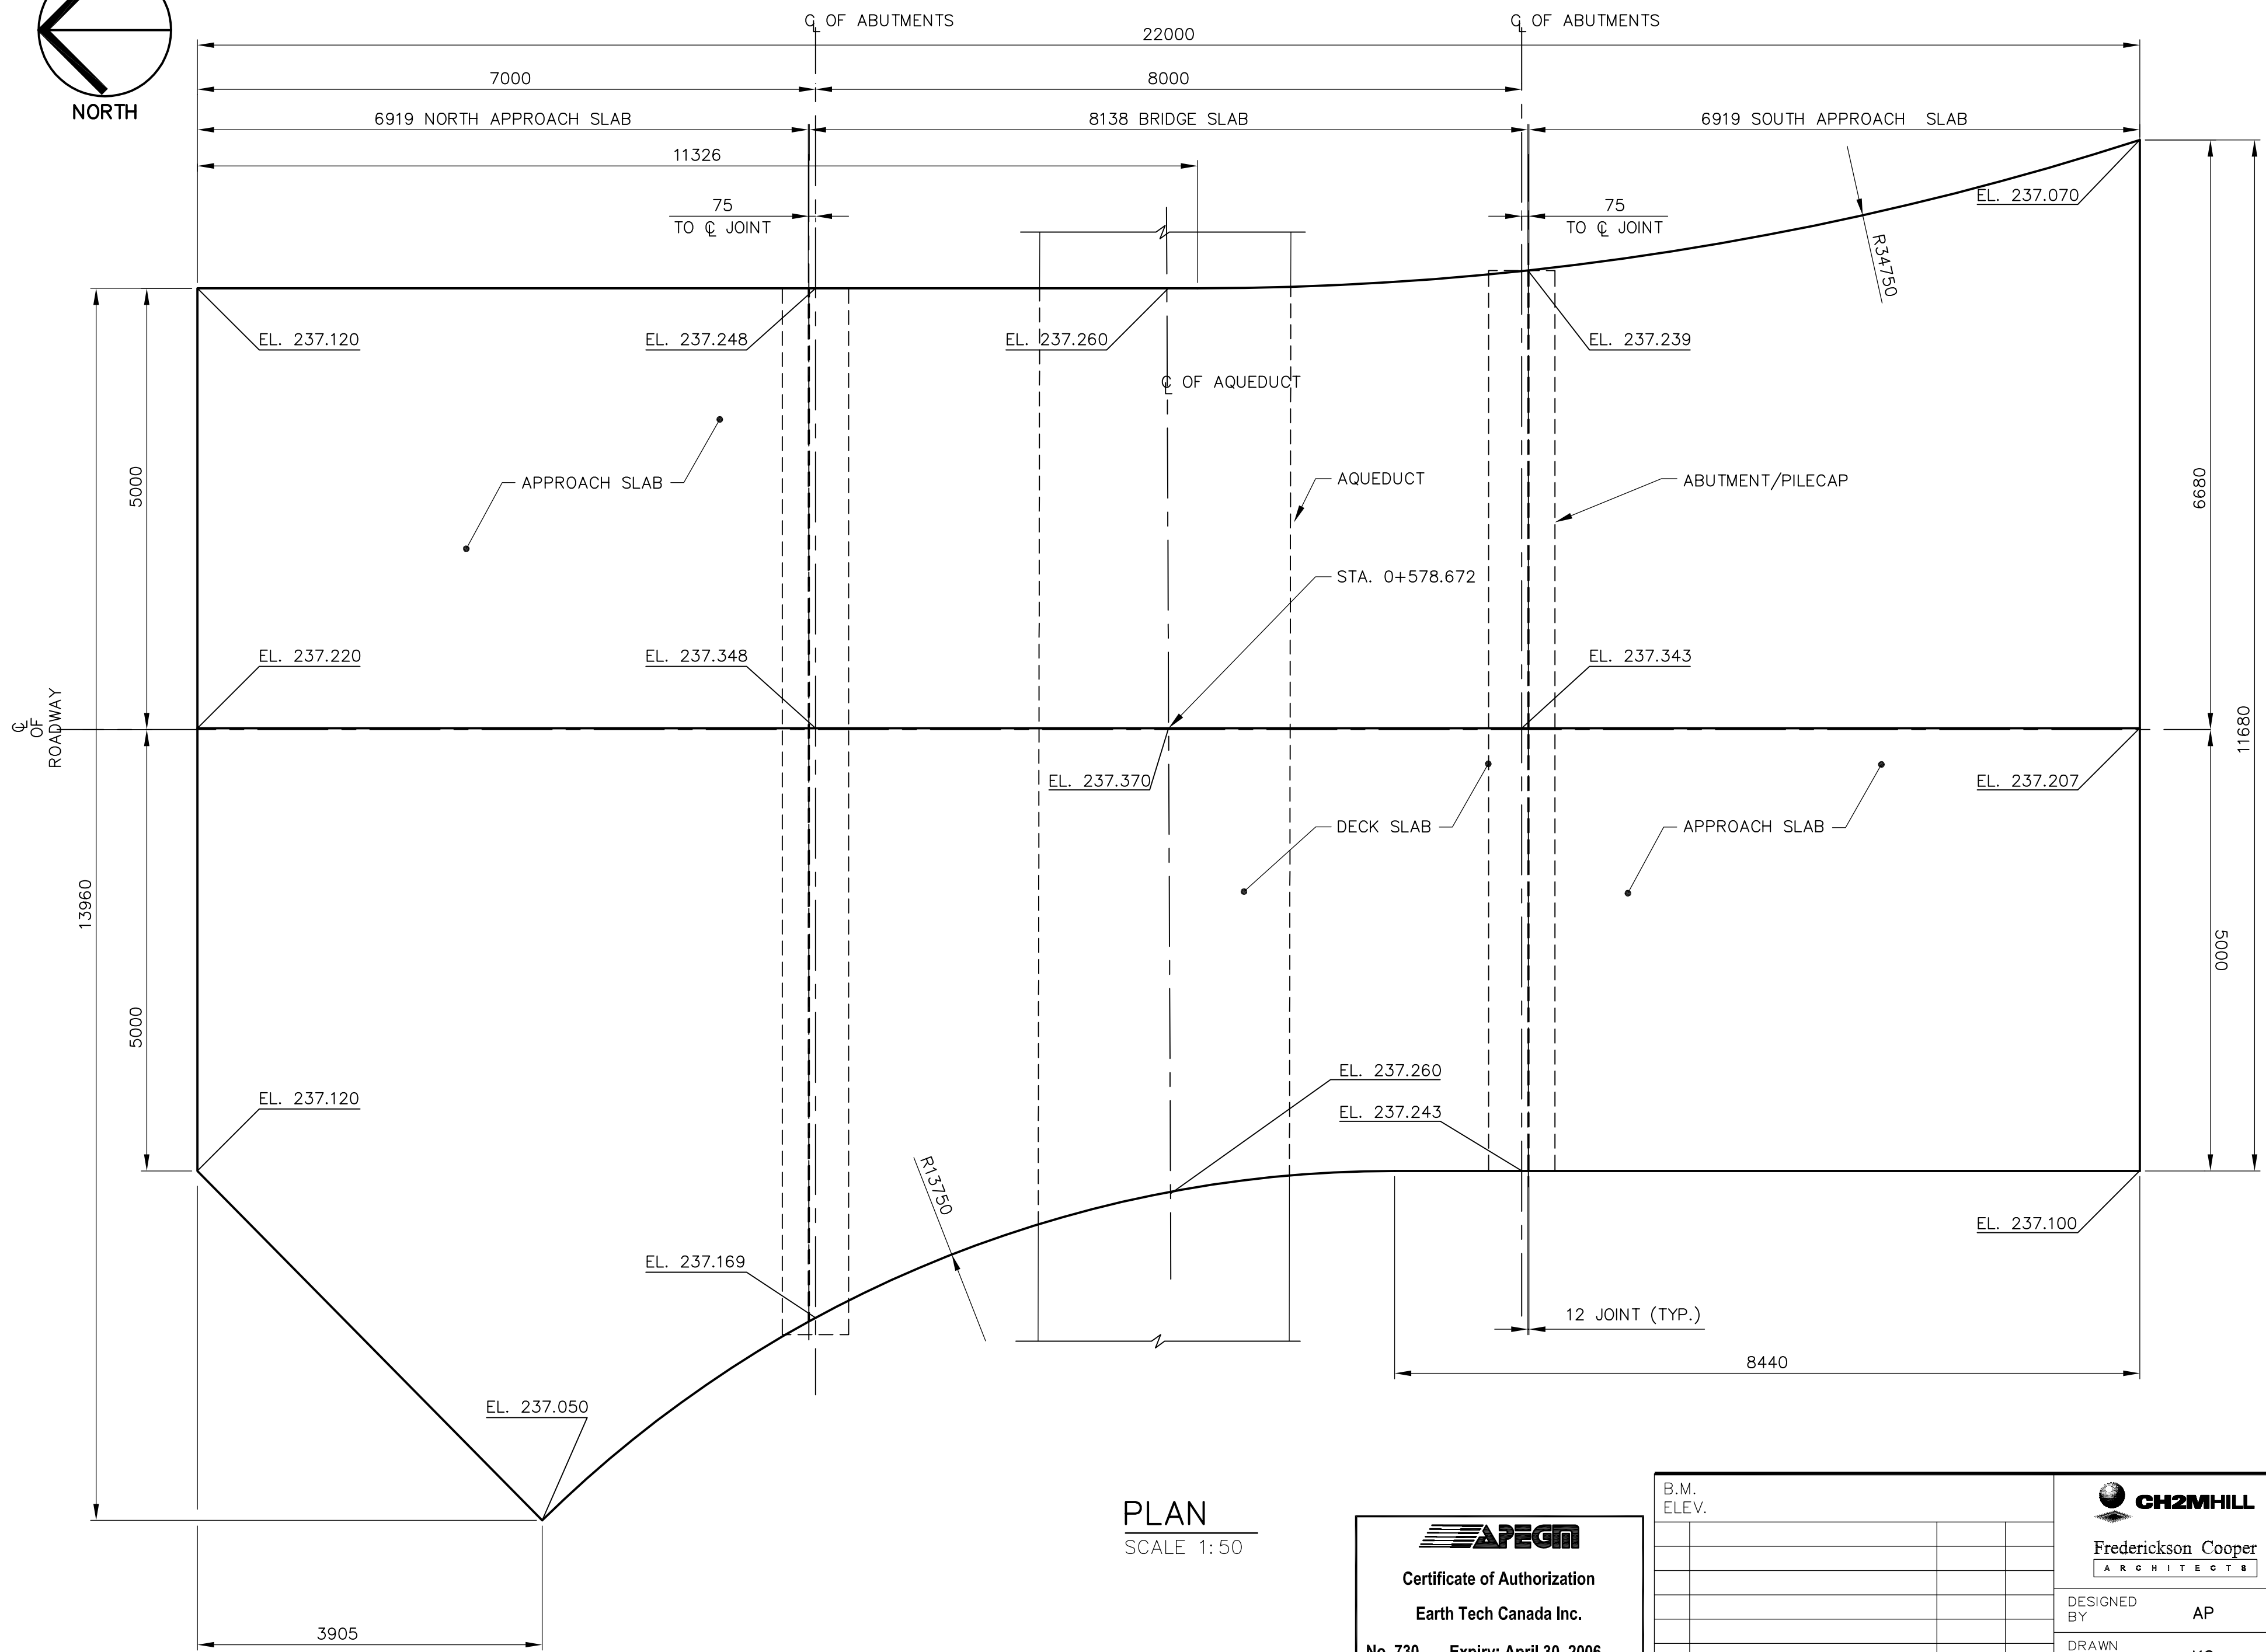 ℄ OF ABUTMENTS
℄ OF ABUTMENTS
22000
7000
8000
NORTH
6919 NORTH APPROACH SLAB
8138 BRIDGE SLAB
6919 SOUTH APPROACH SLAB
11326
75
TO ℄ JOINT
75
TO ℄ JOINT
EL. 237.070
R34750
EL. 237.120
EL. 237.248
EL. 237.260
EL. 237.239
℄ OF AQUEDUCT
5000
APPROACH SLAB
AQUEDUCT
ABUTMENT/PILECAP
6680
STA. 0+578.672
EL. 237.220
EL. 237.348
EL. 237.343
℄
OF
ROADWAY
11680
EL. 237.370
EL. 237.207
DECK SLAB
APPROACH SLAB
13960
5000
5000
EL. 237.260
EL. 237.120
EL. 237.243
R13750
EL. 237.100
EL. 237.169
12 JOINT (TYP.)
8440
EL. 237.050
PLAN
SCALE 1:50
3905
APEGM
Certificate of Authorization
Earth Tech Canada Inc.
No. 730 Expiry: April 30, 2006
B.M.
ELEV.
CH2MHILL
Frederickson Cooper
ARCHITECTS
DESIGNED
BY
AP
DRAWN